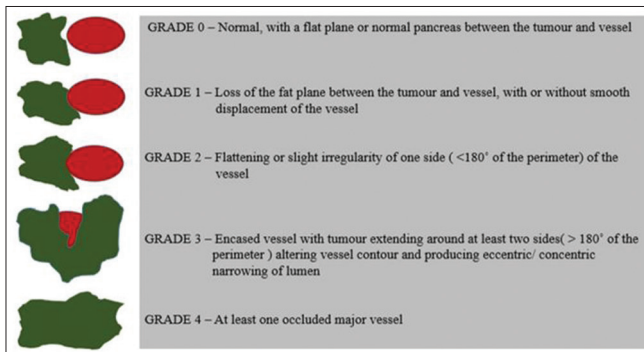 GRADE 0 – Normal, with a flat plane or normal pancreas between the tumour and vessel
GRADE 1 – Loss of the fat plane between the tumour and vessel, with or without smooth
displacement of the vessel
GRADE 2 – Flattening or slight irregularity of one side ( <180˚ of the perimeter) of the
vessel
GRADE 3 – Encased vessel with tumour extending around at least two sides( > 180˚ of the
perimeter ) altering vessel contour and producing eccentric/ concentric
narrowing of lumen
GRADE 4 – At least one occluded major vessel